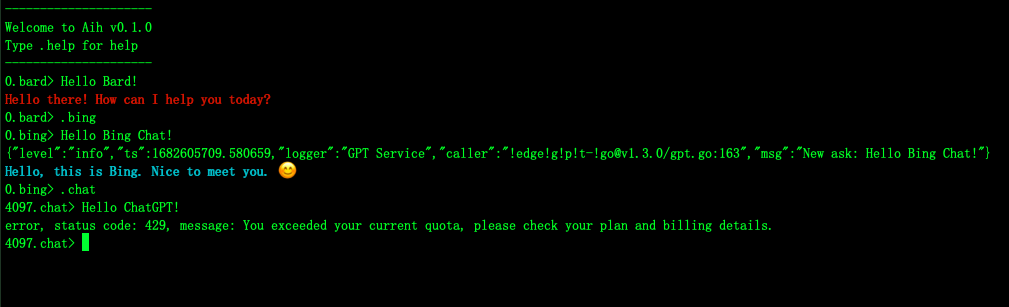 ---------------------
Welcome to Aih v0.1.0
Type .help for help
---------------------
0.bard> Hello Bard!
Hello there! How can I help you today?
0.bard> .bing
0.bing> Hello Bing Chat!
{"level":"info","ts":1682605709.580659,"logger":"GPT Service","caller":"!edge!g!p!t-!go@v1.3.0/gpt.go:163","msg":"New ask: Hello Bing Chat!"}
Hello, this is Bing. Nice to meet you. 😊
0.bing> .chat
4097.chat> Hello ChatGPT!
error, status code: 429, message: You exceeded your current quota, please check your plan and billing details.
4097.chat>